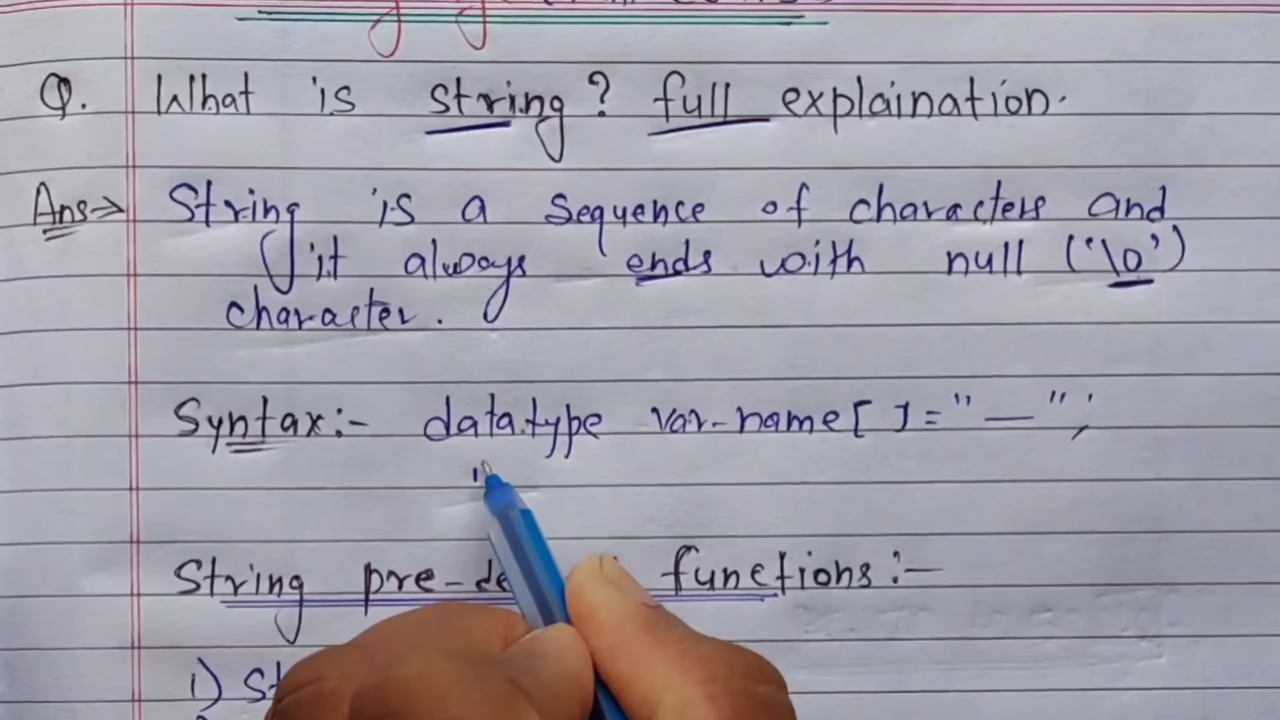 Q. What is string? full explaination.
Ans⇒ String is a sequence of characters and
it always ends with null ('\0')
character.
Syntax:- datatype var-name[ ]="—";
String functions:-
1)